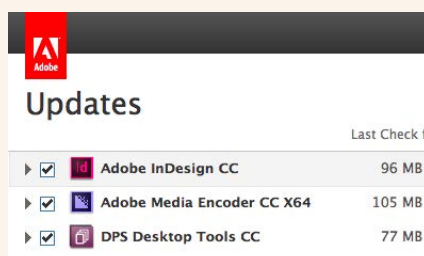 Adobe
Updates
Last Check
Id Adobe InDesign CC 96 MB
Adobe Media Encoder CC X64 105 MB
DPS Desktop Tools CC 77 MB